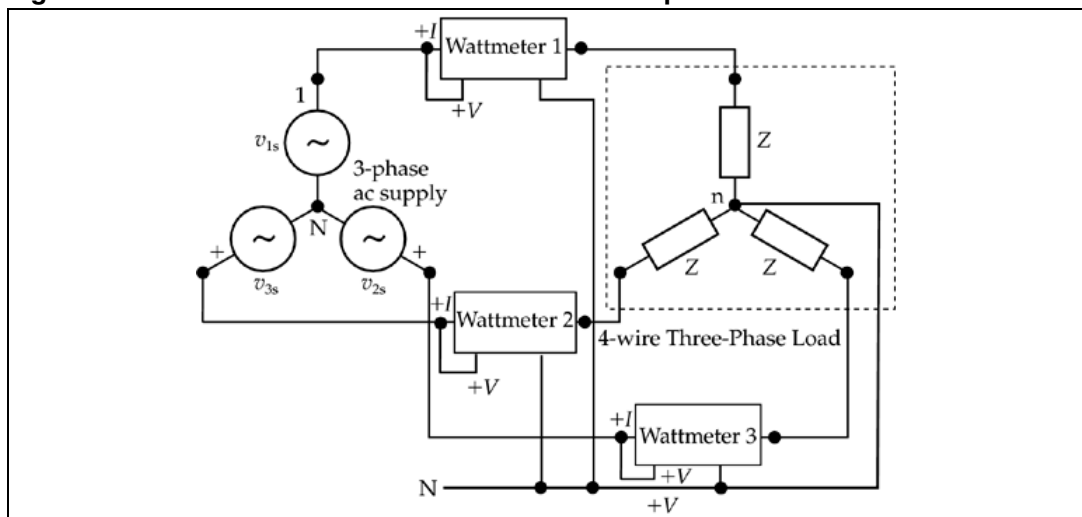 +I
Wattmeter 1
+V
1
v1s
~
3-phase
ac supply
N
Z
n
~
~
+
+
v3s
v2s
Z
Z
+I
Wattmeter 2
+V
4-wire Three-Phase Load
+I
Wattmeter 3
+V
N
+V